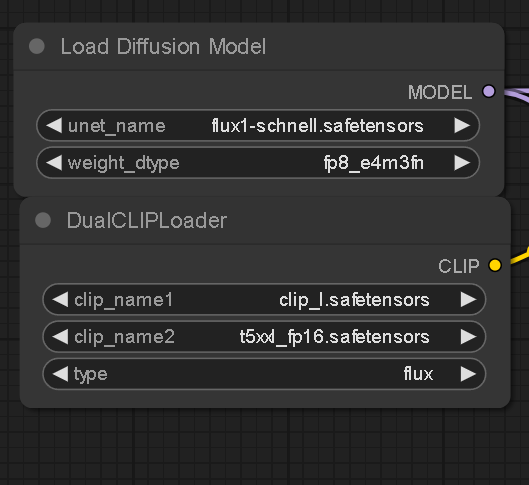 Load Diffusion Model
MODEL
unet_name flux1-schnell.safetensors
weight_dtype fp8_e4m3fn
DualCLIPLoader
CLIP
clip_name1 clip_l.safetensors
clip_name2 t5xxl_fp16.safetensors
type flux